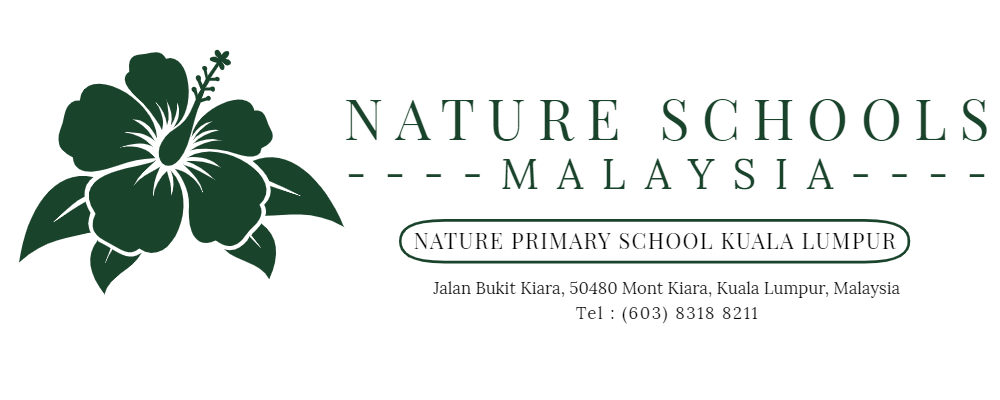 NATURE SCHOOLS
----MALAYSIA----
NATURE PRIMARY SCHOOL KUALA LUMPUR
Jalan Bukit Kiara, 50480 Mont Kiara, Kuala Lumpur, Malaysia
Tel : (603) 8318 8211